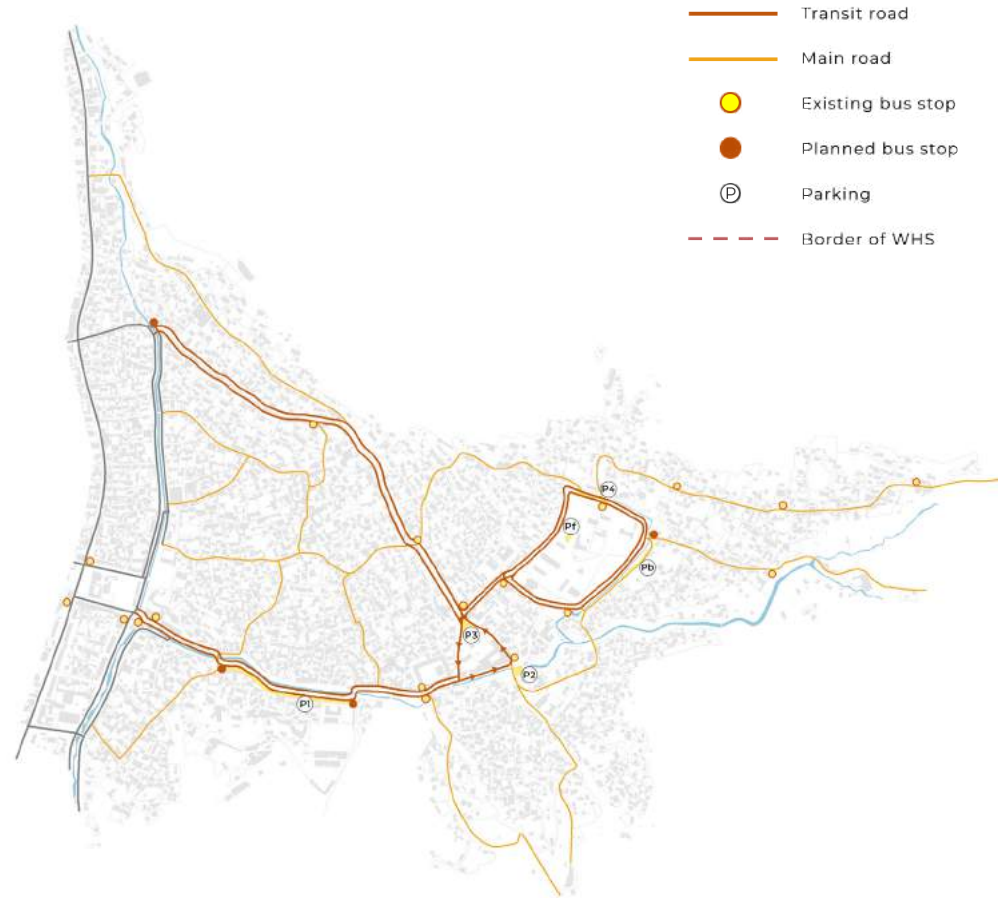 Transit road
Main road
Existing bus stop
Planned bus stop
P Parking
Border of WHS
P4
Pf
Pb
P3
P2
P1